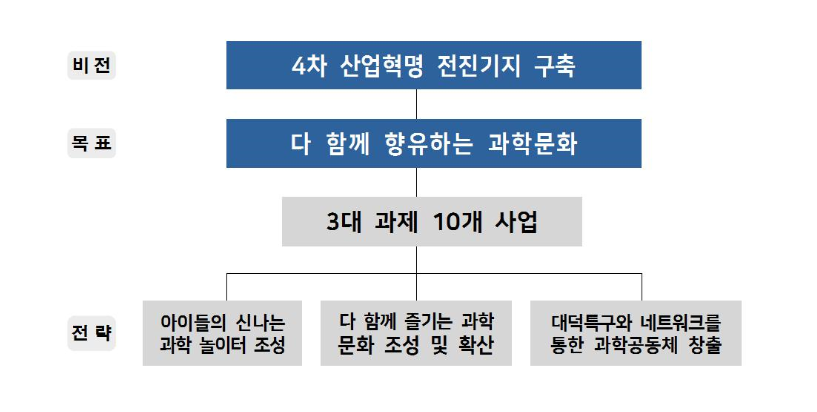 비 전
4차 산업혁명 전진기지 구축
목 표
다 함께 향유하는 과학문화
3대 과제 10개 사업
전 략
아이들의 신나는
과학 놀이터 조성
다 함께 즐기는 과학
문화 조성 및 확산
대덕특구와 네트워크를
통한 과학공동체 창출